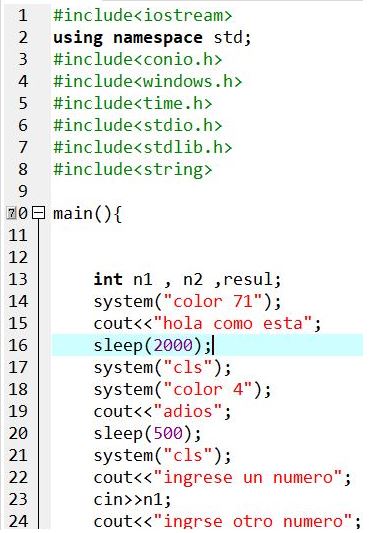 1 #include<iostream>
2 using namespace std;
3 #include<conio.h>
4 #include<windows.h>
5 #include<time.h>
6 #include<stdio.h>
7 #include<stdlib.h>
8 #include<string>
9
10 main(){
11
12
13 int n1 , n2 ,resul;
14 system("color 71");
15 cout<<"hola como esta";
16 sleep(2000);
17 system("cls");
18 system("color 4");
19 cout<<"adios";
20 sleep(500);
21 system("cls");
22 cout<<"ingrese un numero";
23 cin>>n1;
24 cout<<"ingrse otro numero";